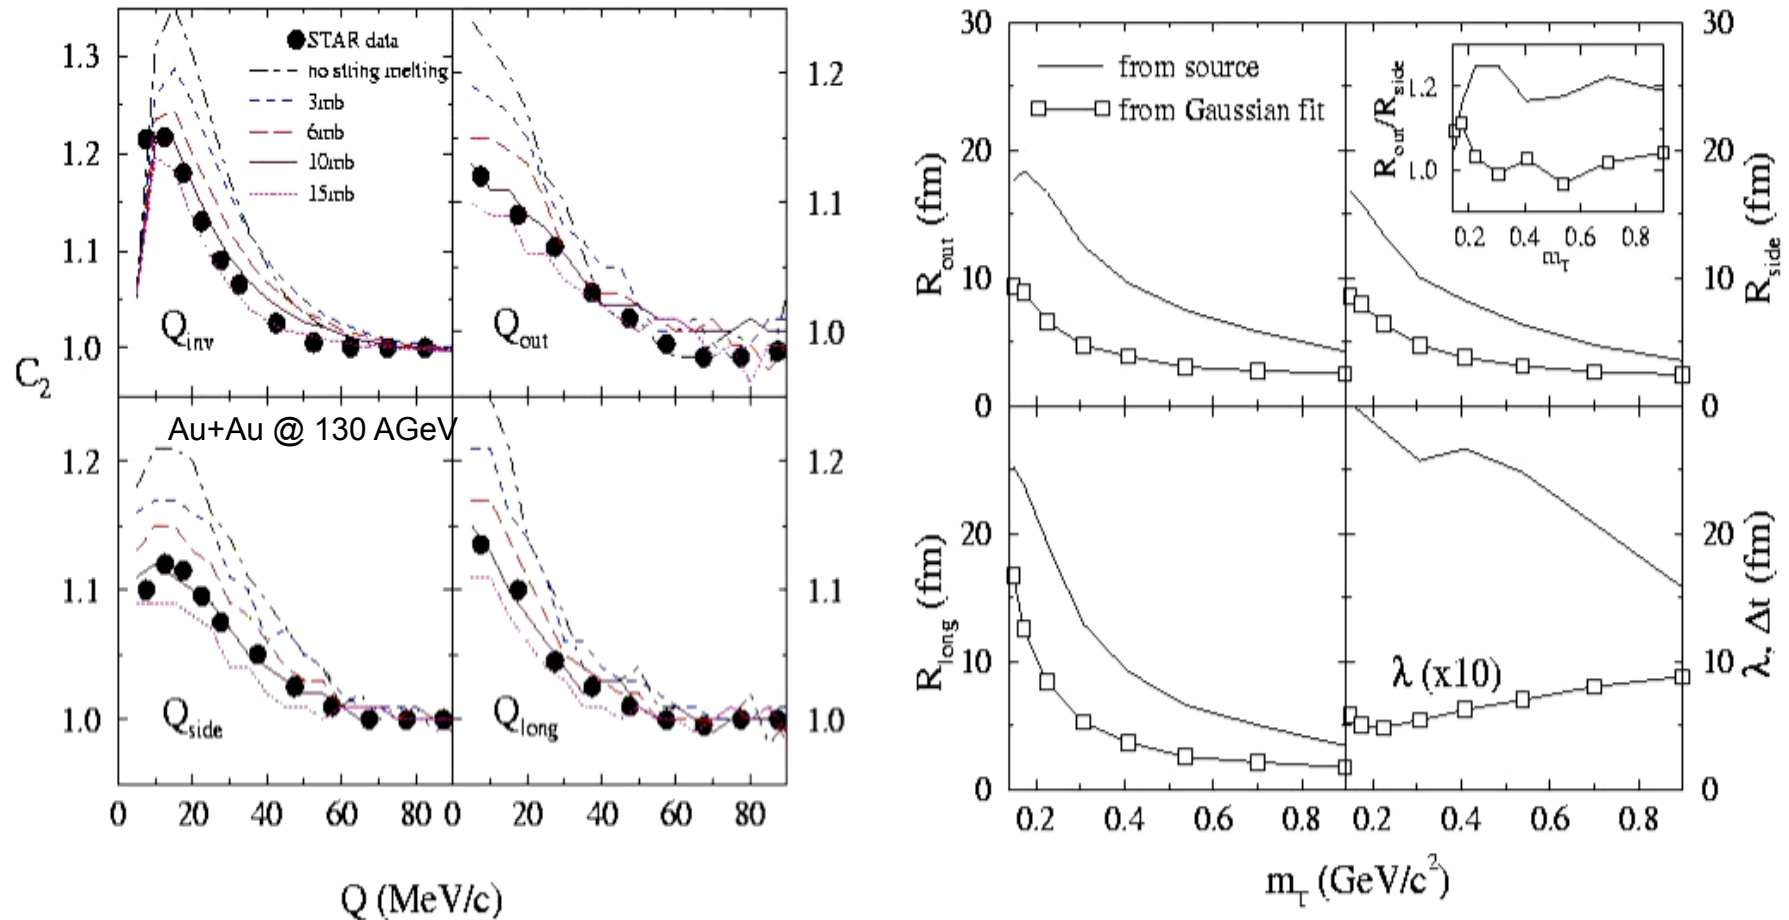 1.3
1.2
1.1
1.0
C2
STAR data
no string melting
3mb
6mb
10mb
15mb
Qinv
Qout
1.2
1.1
1.0
Au+Au @ 130 AGeV
1.2
1.1
1.0
Qside
Qlong
1.2
1.1
1.0
0 20 40 60 80 0 20 40 60 80
Q (MeV/c)
30
20
10
0
Rout (fm)
from source
from Gaussian fit
Rout/Rside
1.2
1.0
0.2 0.4 0.6 0.8
mT
30
20
10
0
Rside (fm)
20
10
0
Rlong (fm)
λ (x10)
20
10
0
λ, Δt (fm)
0.2 0.4 0.6 0.8 0.2 0.4 0.6 0.8
mT (GeV/c²)